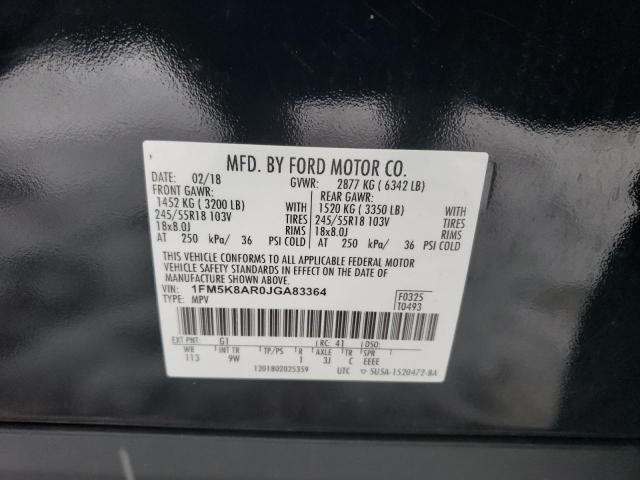 MFD. BY FORD MOTOR CO.
DATE: 02/18 GVWR: 2877 KG ( 6342 LB)
FRONT GAWR: REAR GAWR:
1452 KG ( 3200 LB) WITH 1520 KG ( 3350 LB) WITH
245/55R18 103V TIRES 245/55R18 103V TIRES
18x8.0J RIMS 18x8.0J RIMS
AT 250 kPa/ 36 PSI COLD AT 250 kPa/ 36 PSI COLD
THIS VEHICLE CONFORMS TO ALL APPLICABLE FEDERAL MOTOR
VEHICLE SAFETY STANDARDS IN EFFECT ON THE DATE OF MANUFACTURE SHOWN ABOVE.
VIN: 1FM5K8AR0JGA83364
TYPE: MPV
F0325
T0493
EXT PNT: G1 RC: 41 DSO:
WB INT TR TP/PS R AXLE TR SPR
113 9W 1 3J C EEEE
1201802025359 UTC ▽ 5U5A-1520472-BA